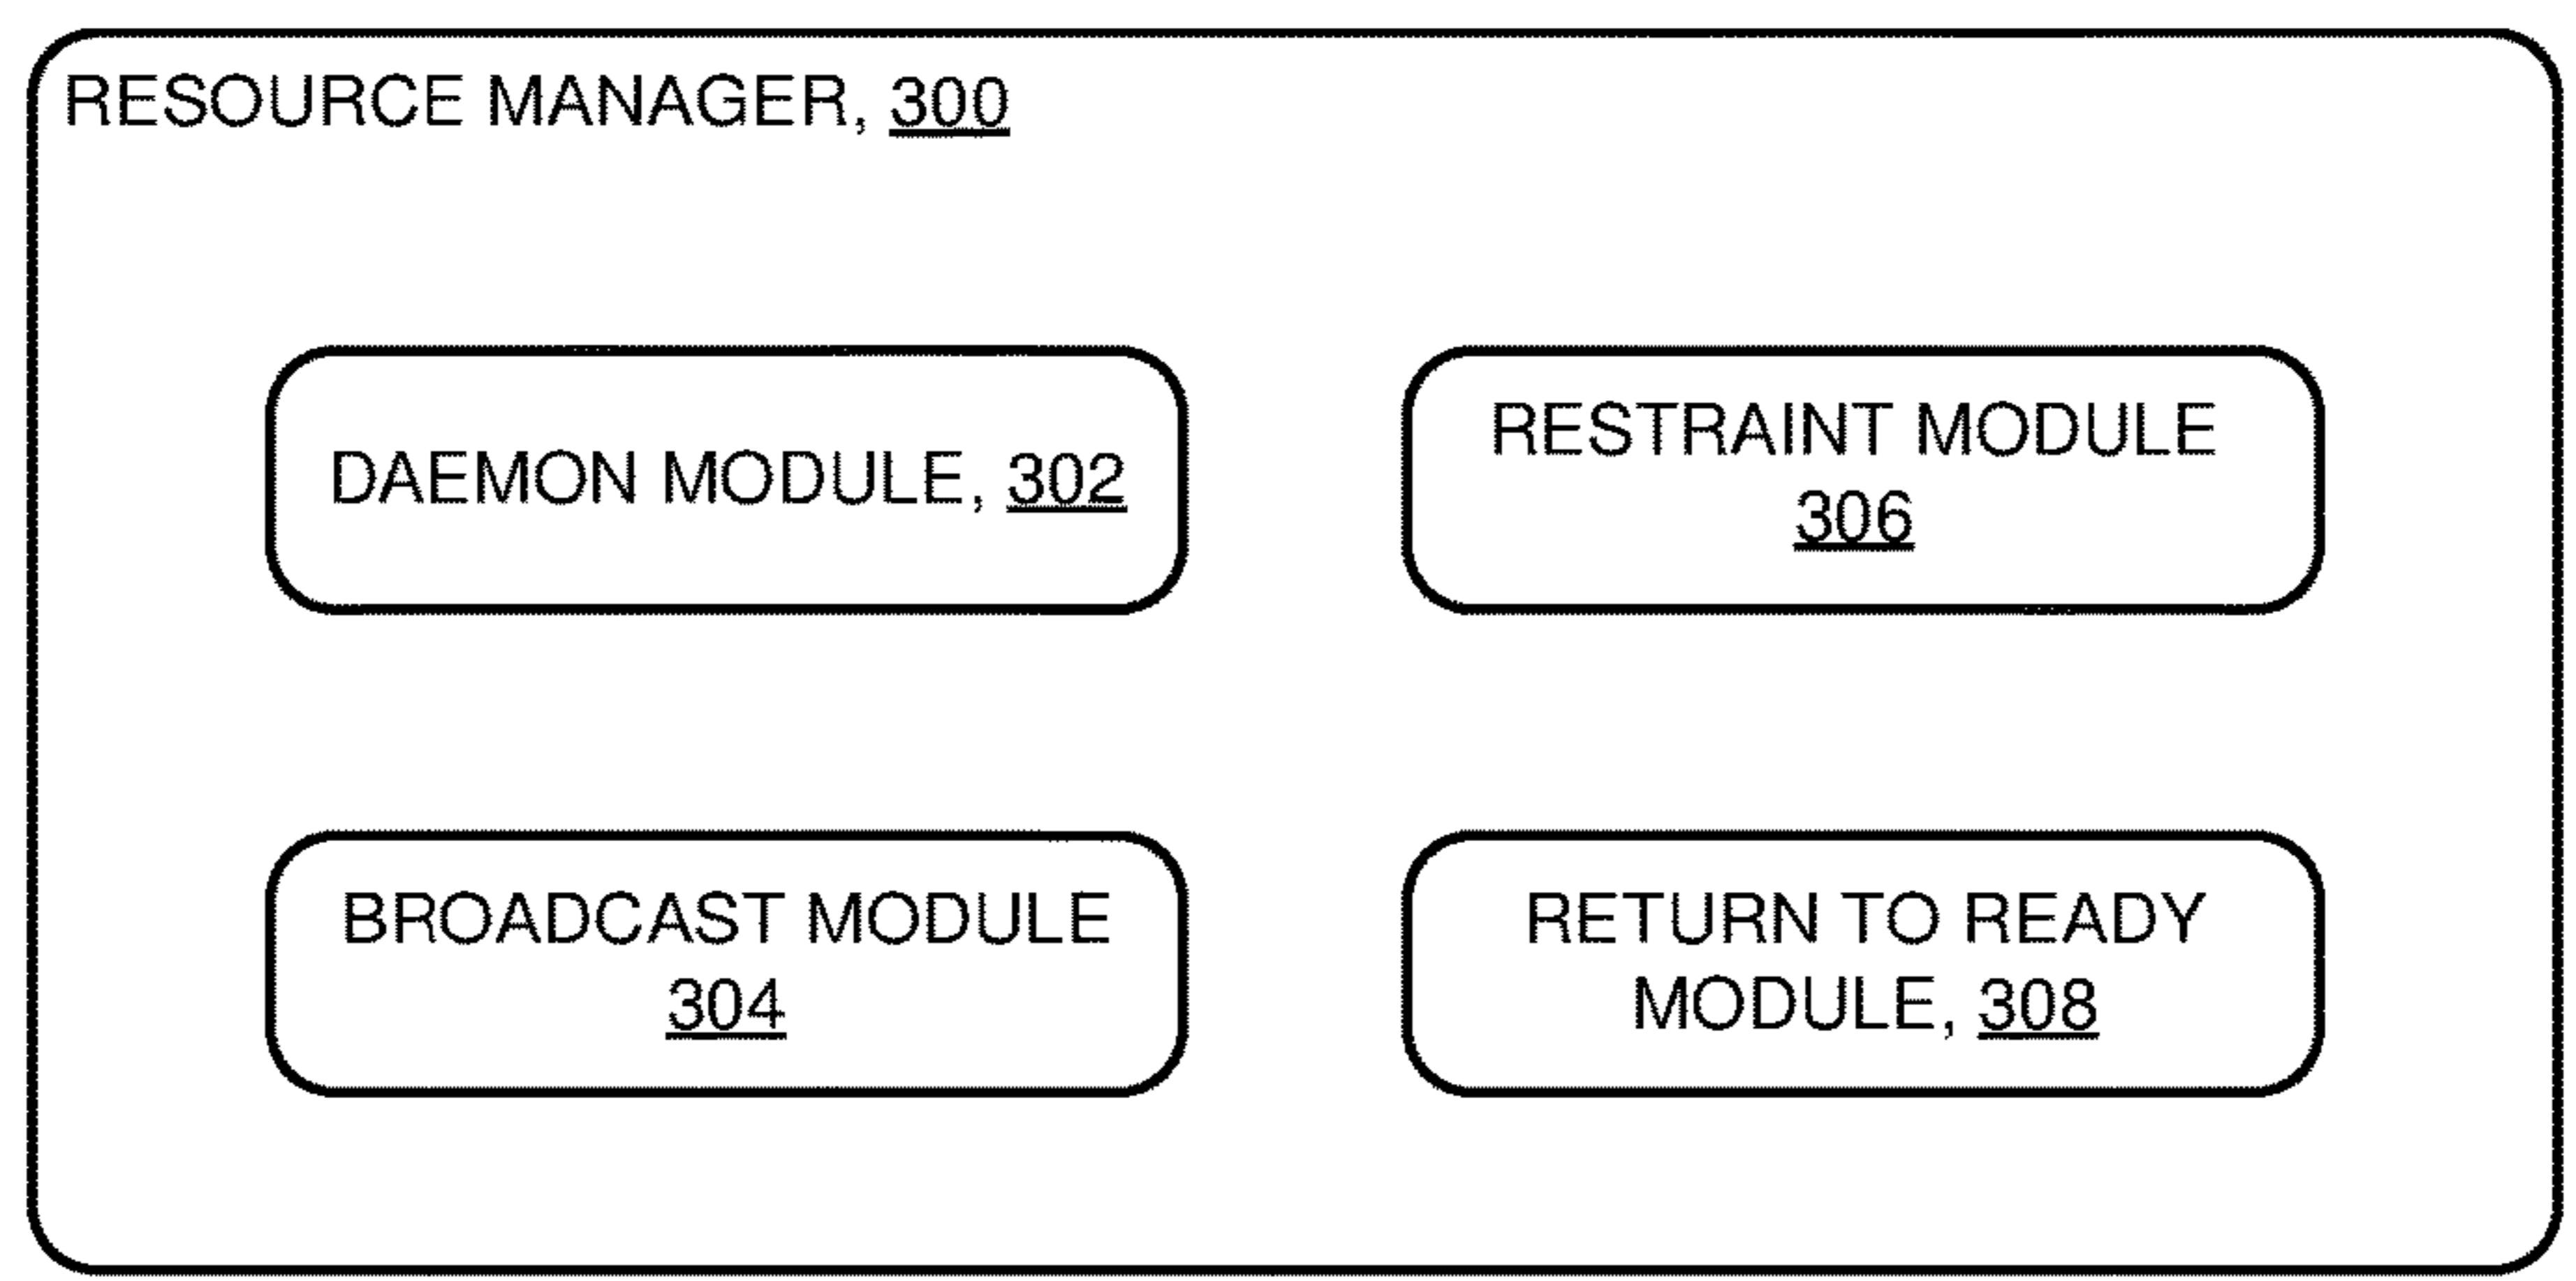 RESOURCE MANAGER, 300
DAEMON MODULE, 302
RESTRAINT MODULE
306
BROADCAST MODULE
304
RETURN TO READY
MODULE, 308